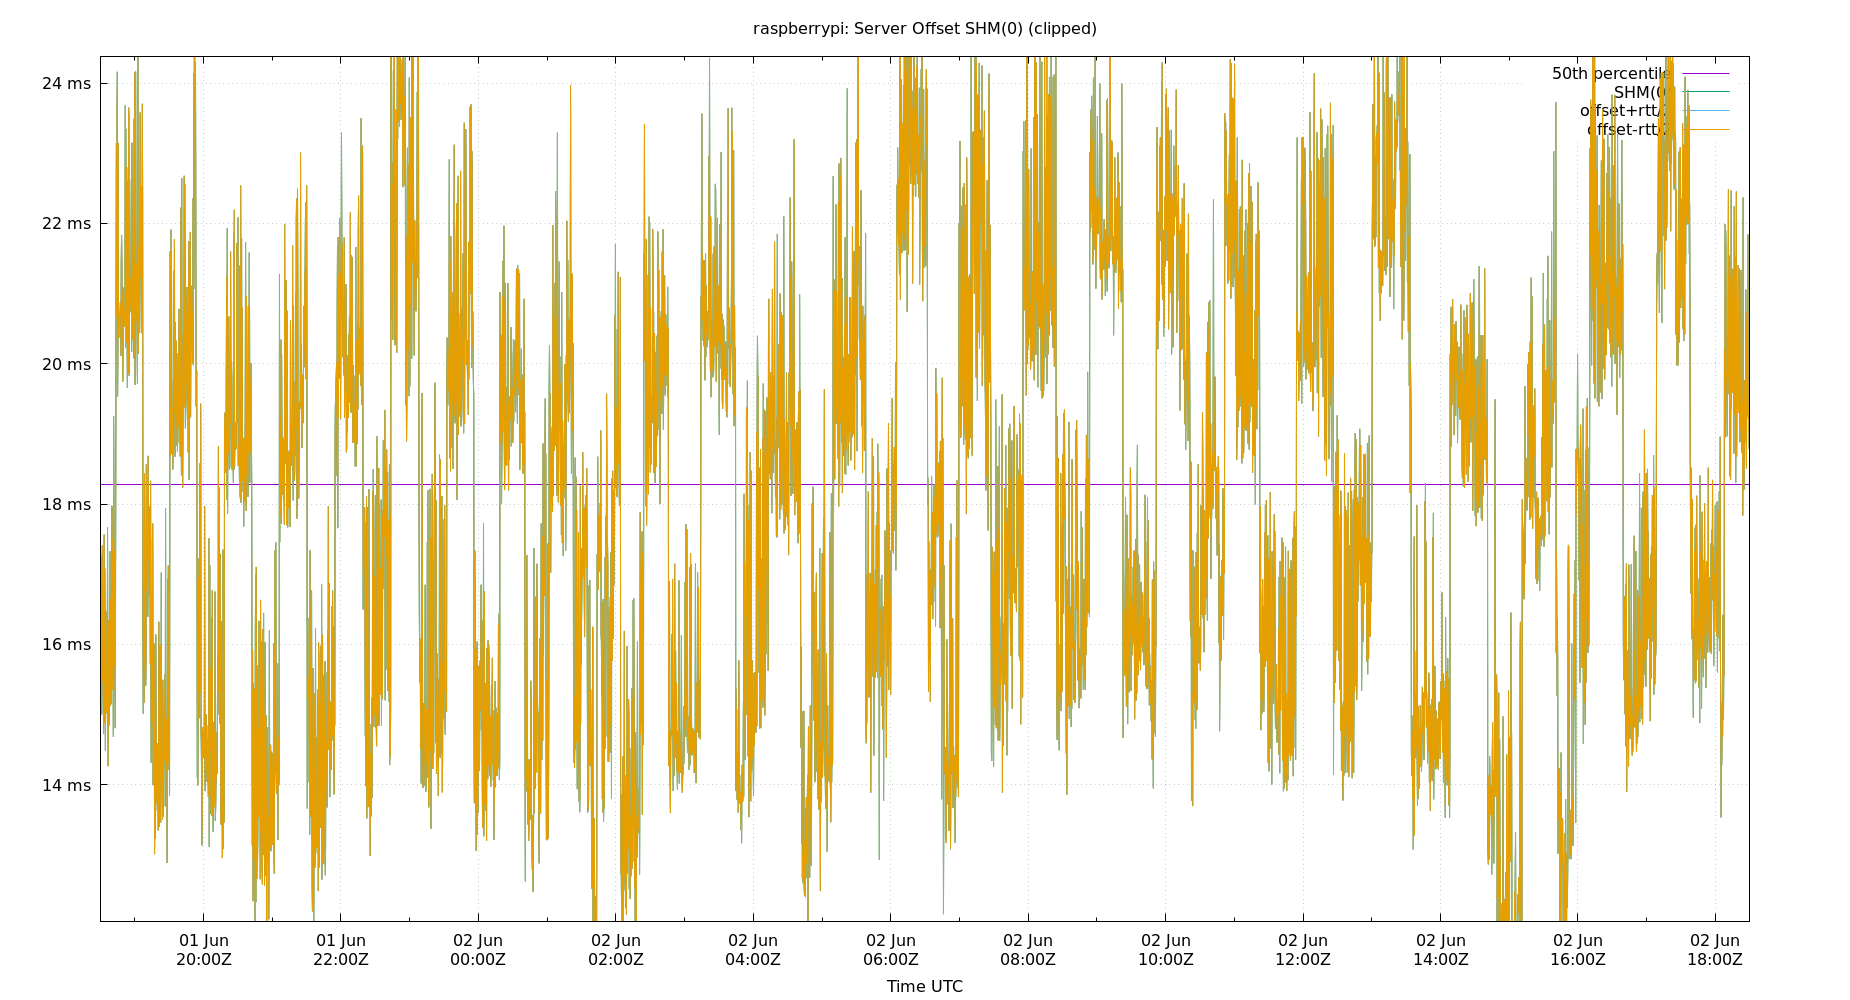 raspberrypi: Server Offset SHM(0) (clipped)
24 ms
22 ms
20 ms
18 ms
16 ms
14 ms
50th percentile
SHM(0)
offset+rtt/2
offset-rtt/2
01 Jun 20:00Z
01 Jun 22:00Z
02 Jun 00:00Z
02 Jun 02:00Z
02 Jun 04:00Z
02 Jun 06:00Z
02 Jun 08:00Z
02 Jun 10:00Z
02 Jun 12:00Z
02 Jun 14:00Z
02 Jun 16:00Z
02 Jun 18:00Z
Time UTC